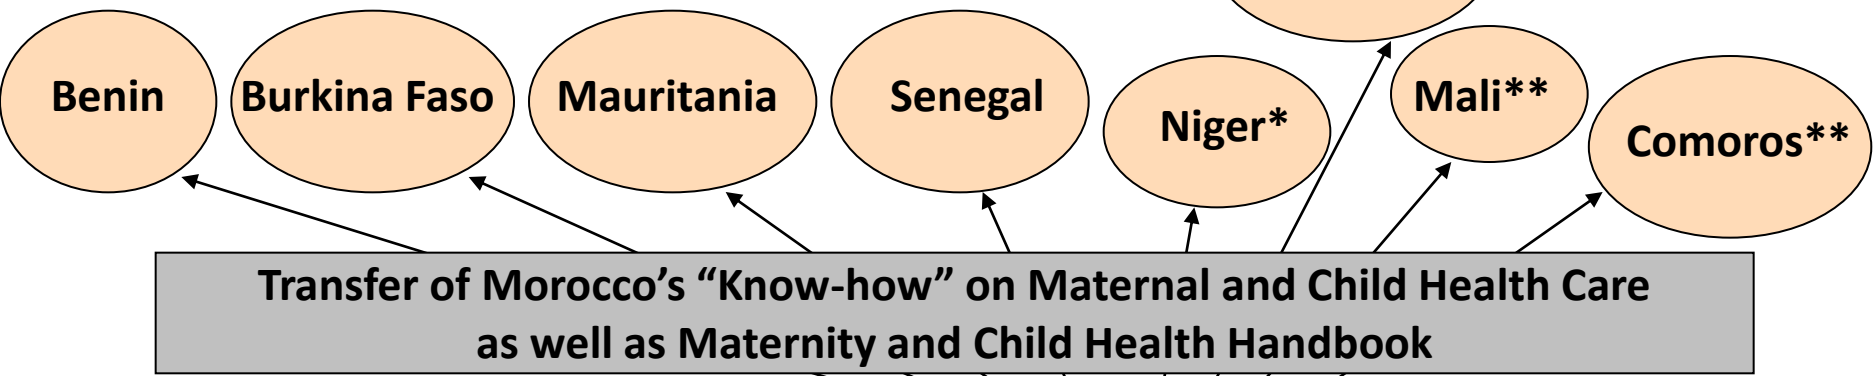 Benin
Burkina Faso
Mauritania
Senegal
Niger*
Mali**
Comoros**
Transfer of Morocco’s “Know-how” on Maternal and Child Health Care
as well as Maternity and Child Health Handbook